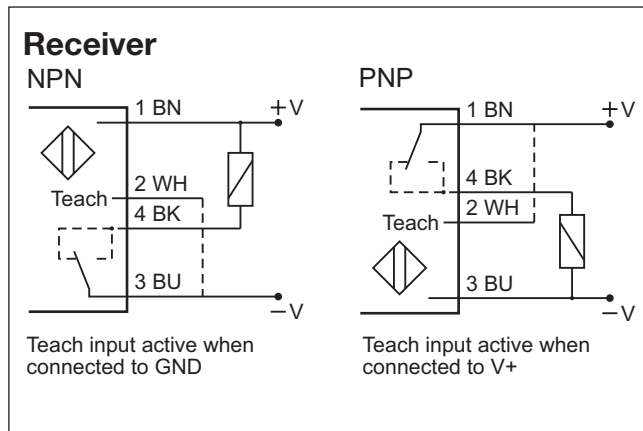 Receiver
NPN
1 BN
+V
2 WH
Teach
4 BK
3 BU
−V
Teach input active when
connected to GND
PNP
1 BN
+V
4 BK
2 WH
Teach
3 BU
−V
Teach input active when
connected to V+